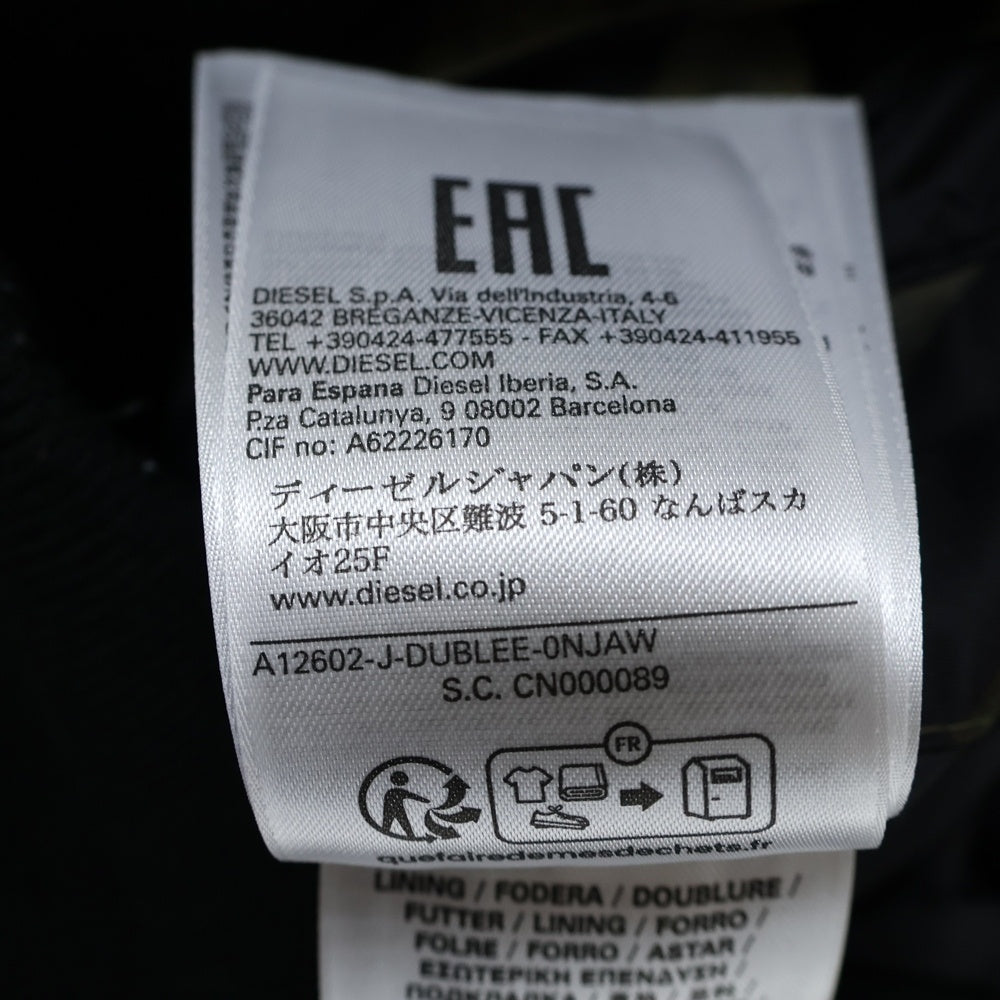 EAC
DIESEL S.p.A. Via dell'Industria, 4-6
36042 BREGANZE-VICENZA-ITALY
TEL +390424-477555 - FAX +390424-411955
WWW.DIESEL.COM
Para Espana Diesel Iberia, S.A.
P.za Catalunya, 9 08002 Barcelona
CIF no: A62226170
ディーゼルジャパン(株)
大阪市中央区難波 5-1-60 なんばスカ
イオ25F
www.diesel.co.jp
A12602-J-DUBLEE-0NJAW
S.C. CN000089
FR
quefairedemesdechets.fr
LINING / FODERA / DOUBLURE /
FUTTER / LINING / FORRO /
FOLRE / FORRO / ASTAR /
ΕΣΩΤΕΡΙΚΗ ΕΠΕΝΔΥΣΗ /